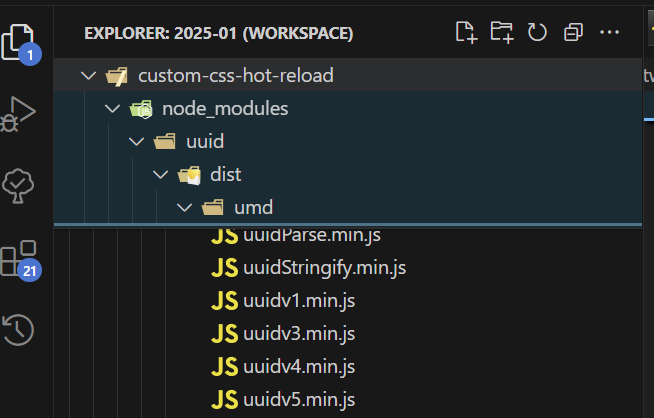 EXPLORER: 2025-01 (WORKSPACE)
1
custom-css-hot-reload
node_modules
uuid
dist
umd
JS uuidParse.min.js
JS uuidStringify.min.js
21
JS uuidv1.min.js
JS uuidv3.min.js
JS uuidv4.min.js
JS uuidv5.min.js